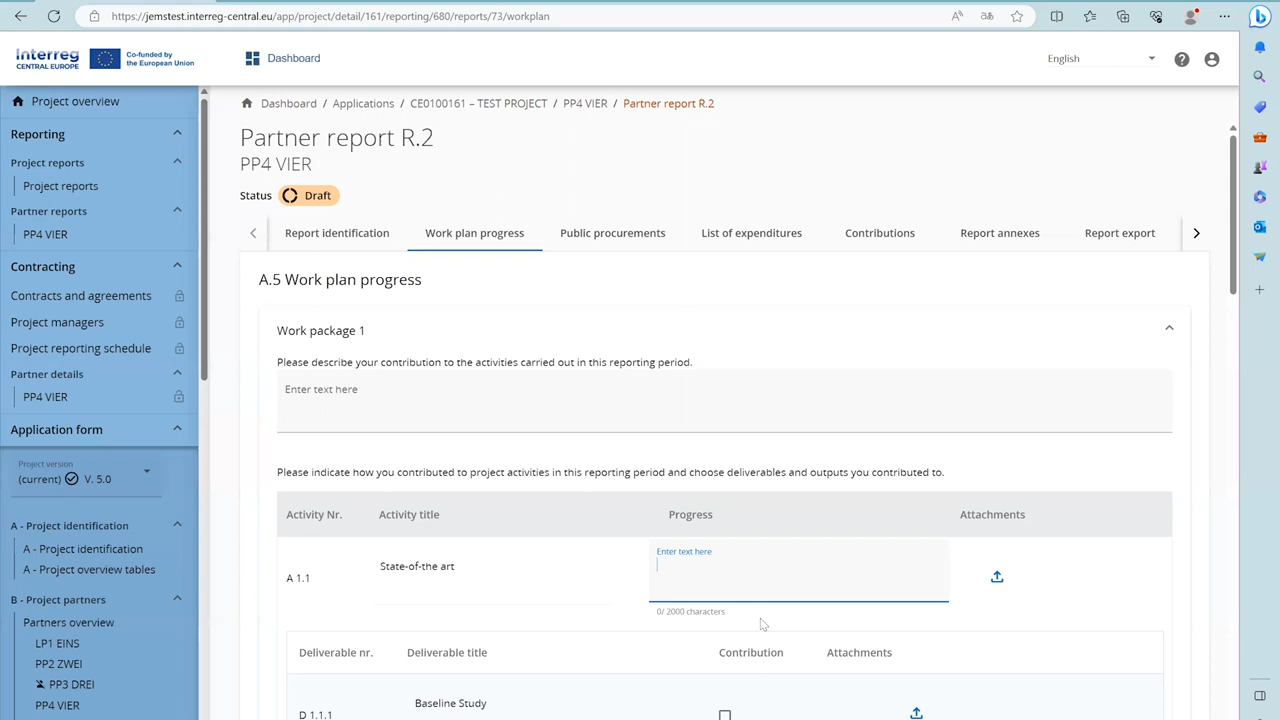 https://jemstest.interreg-central.eu/app/project/detail/161/reporting/680/reports/73/workplan
Interreg
CENTRAL EUROPE
Co-funded by
the European Union
Dashboard
English
Project overview
Reporting
Project reports
Project reports
Partner reports
PP4 VIER
Contracting
Contracts and agreements
Project managers
Project reporting schedule
Partner details
PP4 VIER
Application form
Project version
(current) V. 5.0
A - Project identification
A - Project identification
A - Project overview tables
B - Project partners
Partners overview
LP1 EINS
PP2 ZWEI
PP3 DREI
PP4 VIER
Dashboard / Applications / CE0100161 – TEST PROJECT / PP4 VIER / Partner report R.2
Partner report R.2
PP4 VIER
Status Draft
Report identification Work plan progress Public procurements List of expenditures Contributions Report annexes Report export
A.5 Work plan progress
Work package 1
Please describe your contribution to the activities carried out in this reporting period.
Enter text here
Please indicate how you contributed to project activities in this reporting period and choose deliverables and outputs you contributed to.
Activity Nr. Activity title Progress Attachments
Enter text here
A 1.1 State-of-the art
0/ 2000 characters
Deliverable nr. Deliverable title Contribution Attachments
D 1.1.1 Baseline Study